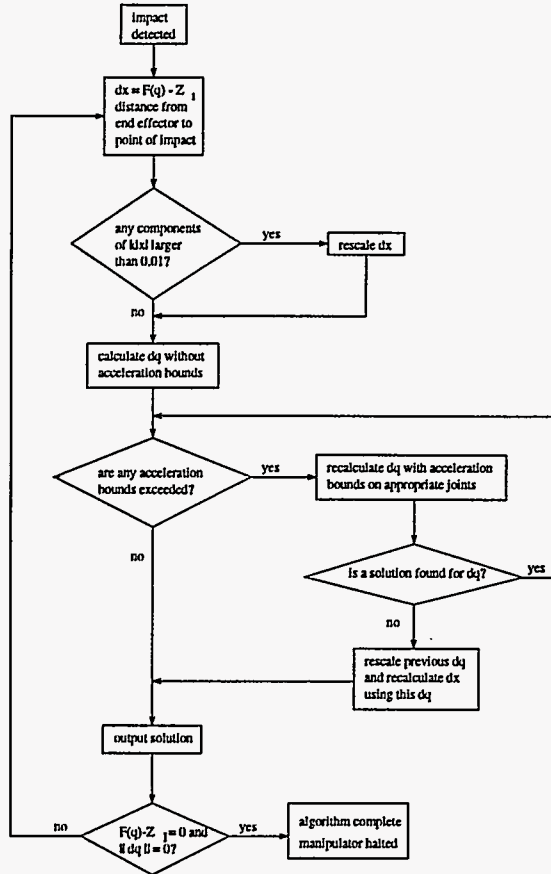 impact
detected
dx = F(q) - Z 1
distance from
end effector to
point of impact
any components
of |dx| larger
than 0.01?
yes
rescale dx
no
calculate dq without
acceleration bounds
are any acceleration
bounds exceeded?
yes
recalculate dq with acceleration
bounds on appropriate joints
no
is a solution found for dq?
yes
no
rescale previous dq
and recalculate dx
using this dq
output solution
no
F(q)-Z 1 = 0 and
|| dq || = 0?
yes
algorithm complete
manipulator halted